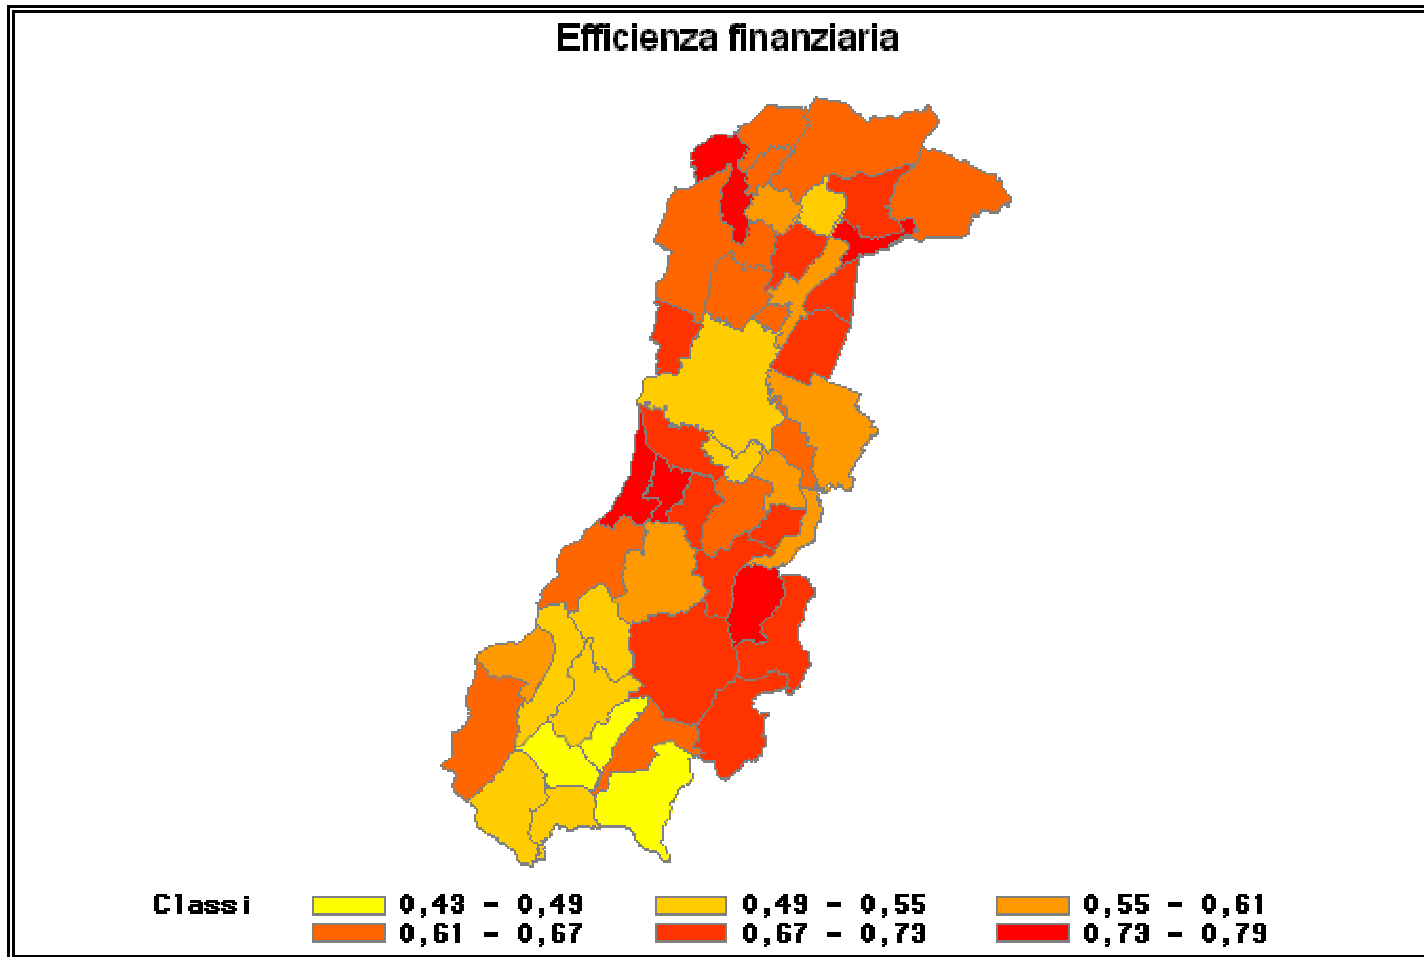 Efficienza finanziaria
Classi 0,43 - 0,49 0,49 - 0,55 0,55 - 0,61
0,61 - 0,67 0,67 - 0,73 0,73 - 0,79